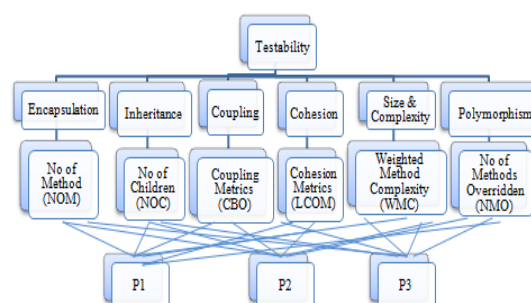 Testability
Encapsulation
Inheritance
Coupling
Cohesion
Size &
Complexity
Polymorphism
No of
Method
(NOM)
No of
Children
(NOC)
Coupling
Metrics
(CBO)
Cohesion
Metrics
(LCOM)
Weighted
Method
Complexity
(WMC)
No of
Methods
Overridden
(NMO)
P1
P2
P3